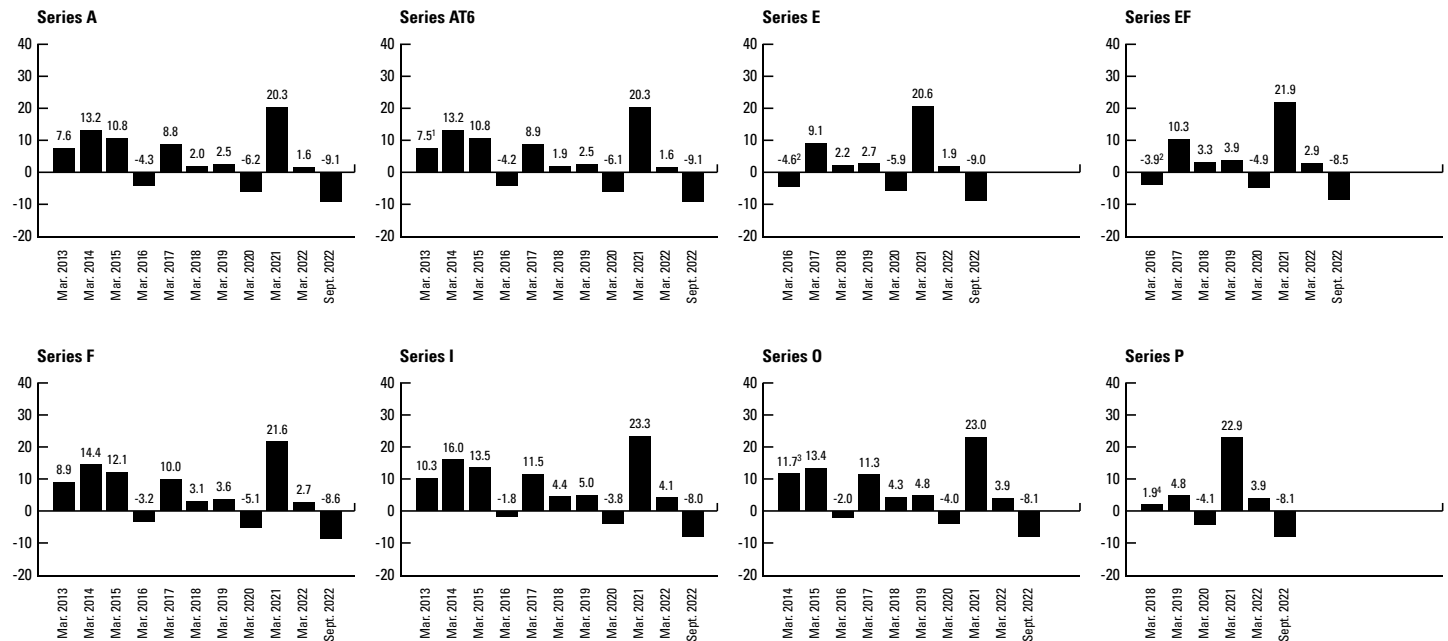 Series A
40
30
20
10
0
-10
-20
7.6
13.2
10.8
-4.3
8.8
2.0
2.5
-6.2
20.3
1.6
-9.1
Mar. 2013
Mar. 2014
Mar. 2015
Mar. 2016
Mar. 2017
Mar. 2018
Mar. 2019
Mar. 2020
Mar. 2021
Mar. 2022
Sept. 2022
Series AT6
40
30
20
10
0
-10
-20
7.5¹
13.2
10.8
-4.2
8.9
1.9
2.5
-6.1
20.3
1.6
-9.1
Mar. 2013
Mar. 2014
Mar. 2015
Mar. 2016
Mar. 2017
Mar. 2018
Mar. 2019
Mar. 2020
Mar. 2021
Mar. 2022
Sept. 2022
Series E
40
30
20
10
0
-10
-20
-4.6²
9.1
2.2
2.7
-5.9
20.6
1.9
-9.0
Mar. 2016
Mar. 2017
Mar. 2018
Mar. 2019
Mar. 2020
Mar. 2021
Mar. 2022
Sept. 2022
Series EF
40
30
20
10
0
-10
-20
-3.9²
10.3
3.3
3.9
-4.9
21.9
2.9
-8.5
Mar. 2016
Mar. 2017
Mar. 2018
Mar. 2019
Mar. 2020
Mar. 2021
Mar. 2022
Sept. 2022
Series F
40
30
20
10
0
-10
-20
8.9
14.4
12.1
-3.2
10.0
3.1
3.6
-5.1
21.6
2.7
-8.6
Mar. 2013
Mar. 2014
Mar. 2015
Mar. 2016
Mar. 2017
Mar. 2018
Mar. 2019
Mar. 2020
Mar. 2021
Mar. 2022
Sept. 2022
Series I
40
30
20
10
0
-10
-20
10.3
16.0
13.5
-1.8
11.5
4.4
5.0
-3.8
23.3
4.1
-8.0
Mar. 2013
Mar. 2014
Mar. 2015
Mar. 2016
Mar. 2017
Mar. 2018
Mar. 2019
Mar. 2020
Mar. 2021
Mar. 2022
Sept. 2022
Series O
40
30
20
10
0
-10
-20
11.7³
13.4
-2.0
11.3
4.3
4.8
-4.0
23.0
3.9
-8.1
Mar. 2014
Mar. 2015
Mar. 2016
Mar. 2017
Mar. 2018
Mar. 2019
Mar. 2020
Mar. 2021
Mar. 2022
Sept. 2022
Series P
40
30
20
10
0
-10
-20
1.9⁴
4.8
-4.1
22.9
3.9
-8.1
Mar. 2018
Mar. 2019
Mar. 2020
Mar. 2021
Mar. 2022
Sept. 2022